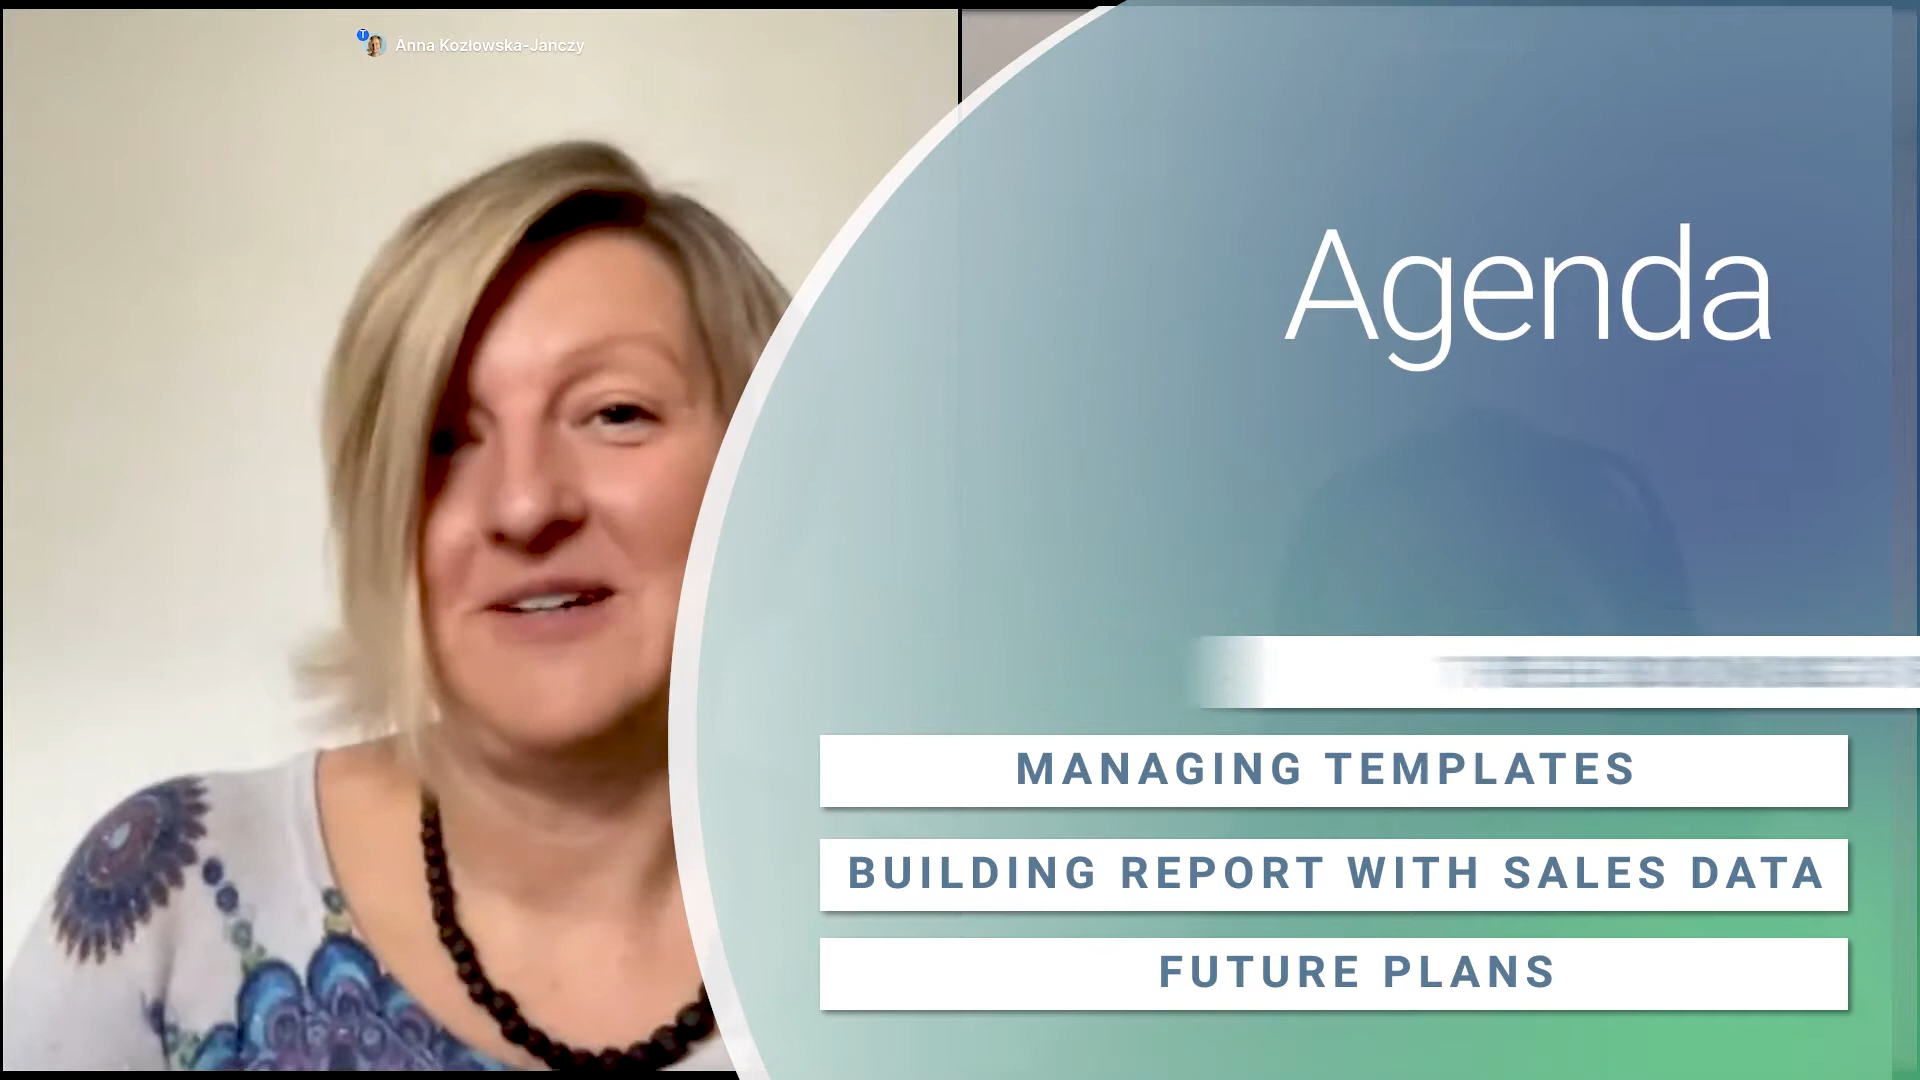 T
Anna Kozłowska-Janczy
Agenda
MANAGING TEMPLATES
BUILDING REPORT WITH SALES DATA
FUTURE PLANS